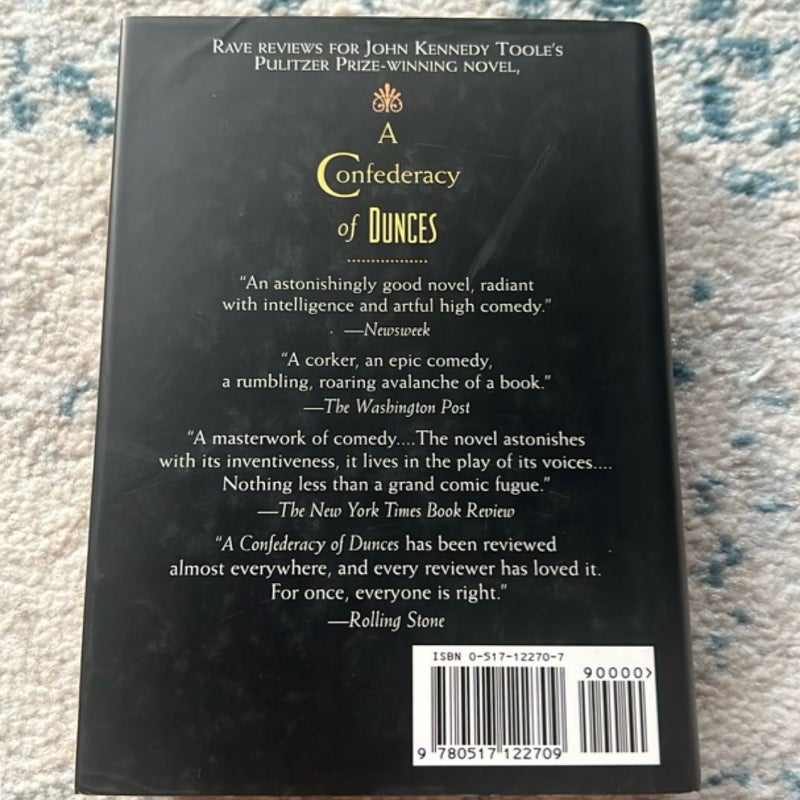 RAVE REVIEWS FOR JOHN KENNEDY TOOLE'S
PULITZER PRIZE-WINNING NOVEL,
A
Confederacy
of DUNCES
"An astonishingly good novel, radiant
with intelligence and artful high comedy."
—Newsweek
"A corker, an epic comedy,
a rumbling, roaring avalanche of a book."
—The Washington Post
"A masterwork of comedy....The novel astonishes
with its inventiveness, it lives in the play of its voices....
Nothing less than a grand comic fugue."
—The New York Times Book Review
"A Confederacy of Dunces has been reviewed
almost everywhere, and every reviewer has loved it.
For once, everyone is right."
—Rolling Stone
ISBN 0-517-12270-7
90000>
9 780517 122709